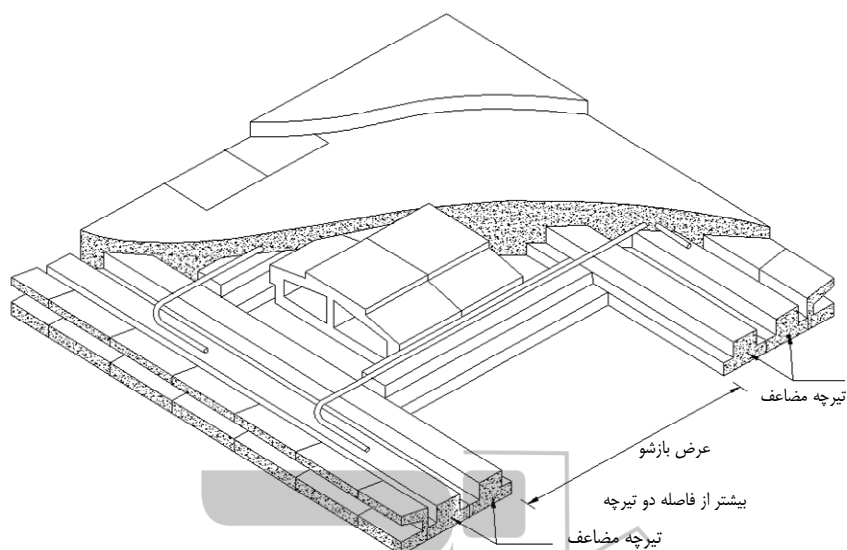 تیرچه مضاعف
عرض بازشو
بیشتر از فاصله دو تیرچه
تیرچه مضاعف